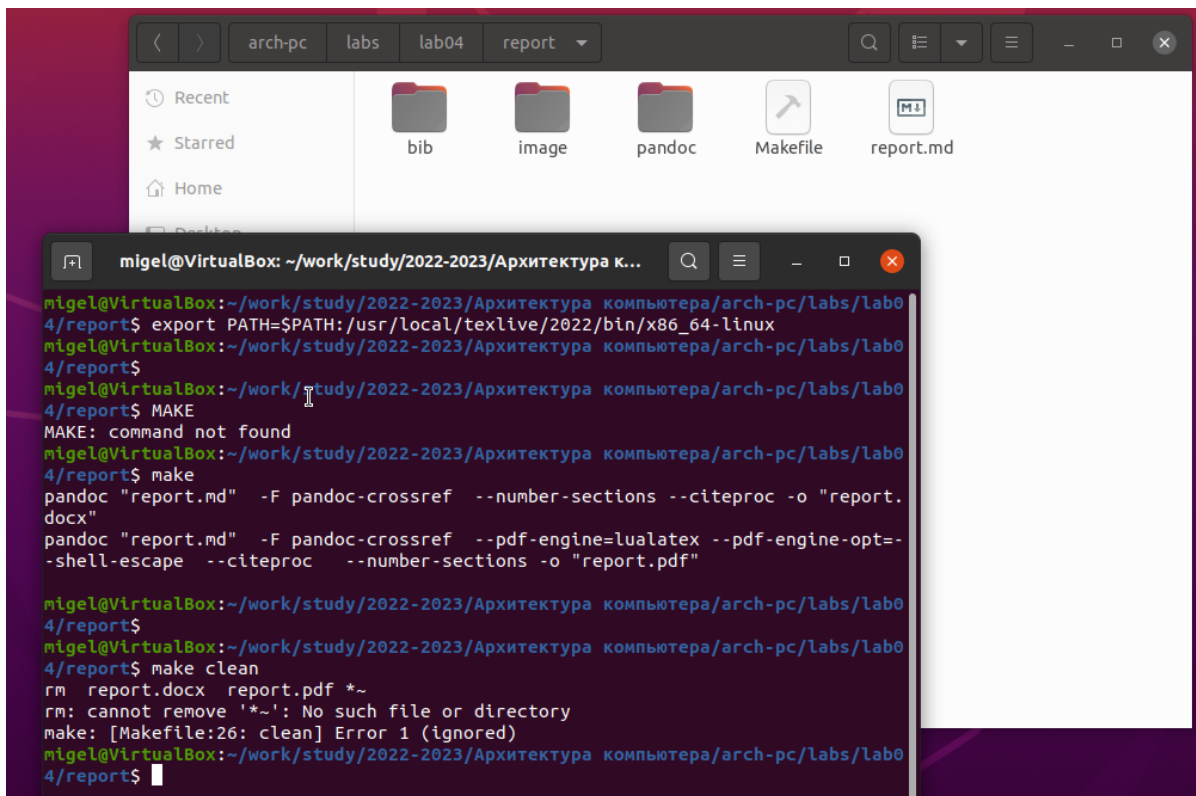 arch-pc labs lab04 report
Recent
Starred
Home
Desktop
bib image pandoc Makefile report.md
migel@VirtualBox: ~/work/study/2022-2023/Архитектура к...
migel@VirtualBox:~/work/study/2022-2023/Архитектура компьютера/arch-pc/labs/lab0
4/report$ export PATH=$PATH:/usr/local/texlive/2022/bin/x86_64-linux
migel@VirtualBox:~/work/study/2022-2023/Архитектура компьютера/arch-pc/labs/lab0
4/report$
migel@VirtualBox:~/work/study/2022-2023/Архитектура компьютера/arch-pc/labs/lab0
4/report$ MAKE
MAKE: command not found
migel@VirtualBox:~/work/study/2022-2023/Архитектура компьютера/arch-pc/labs/lab0
4/report$ make
pandoc "report.md"  -F pandoc-crossref  --number-sections --citeproc -o "report.
docx"
pandoc "report.md"  -F pandoc-crossref  --pdf-engine=lualatex --pdf-engine-opt=-
-shell-escape  --citeproc   --number-sections -o "report.pdf"
migel@VirtualBox:~/work/study/2022-2023/Архитектура компьютера/arch-pc/labs/lab0
4/report$
migel@VirtualBox:~/work/study/2022-2023/Архитектура компьютера/arch-pc/labs/lab0
4/report$ make clean
rm  report.docx  report.pdf *~
rm: cannot remove '*~': No such file or directory
make: [Makefile:26: clean] Error 1 (ignored)
migel@VirtualBox:~/work/study/2022-2023/Архитектура компьютера/arch-pc/labs/lab0
4/report$